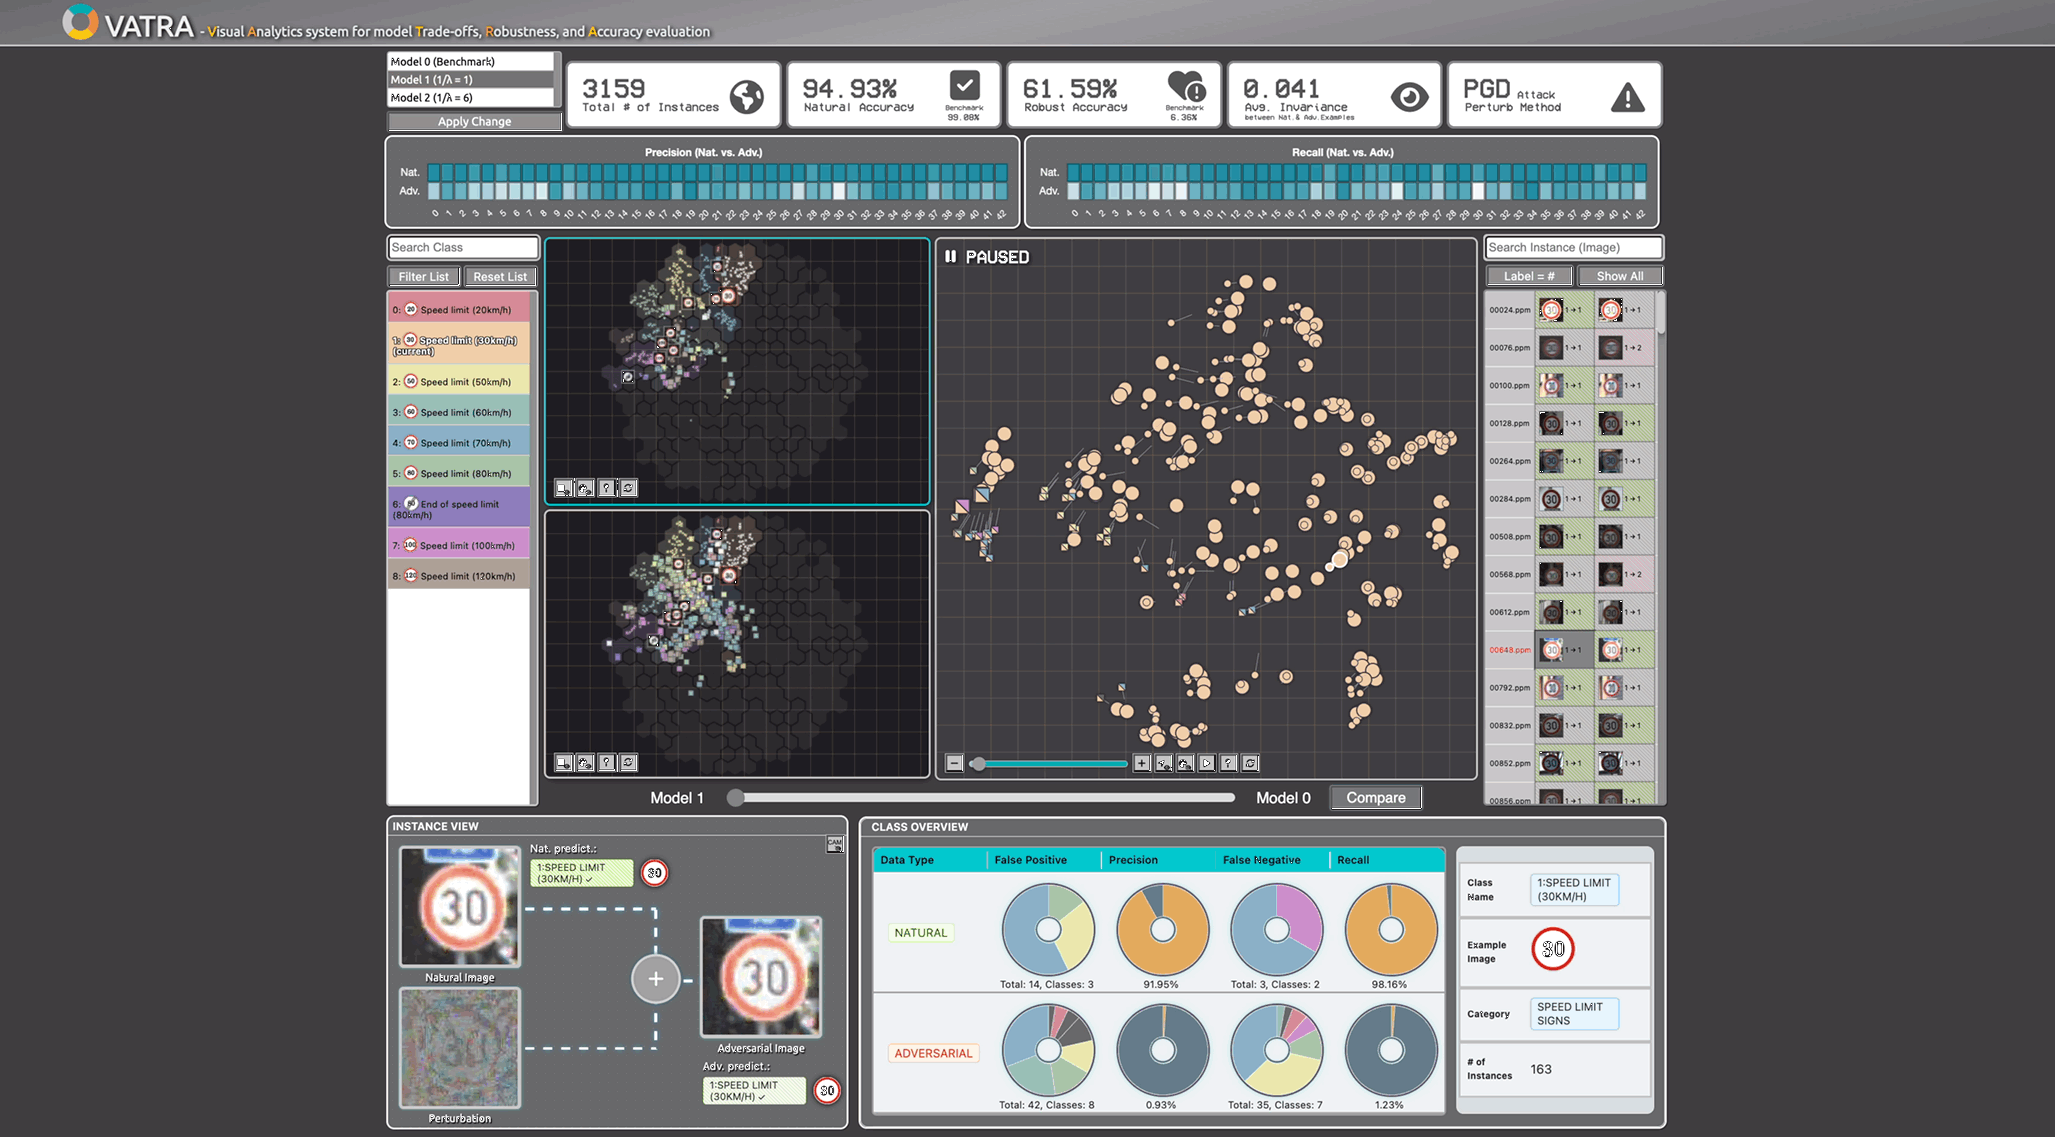 VATRA - Visual Analytics system for model Trade-offs, Robustness, and Accuracy evaluation
Model 0 (Benchmark)
Model 1 (1/λ = 1)
Model 2 (1/λ = 6)
Apply Change
3159
Total # of Instances
94.93%
Natural Accuracy
Benchmark
99.08%
61.59%
Robust Accuracy
Benchmark
6.36%
0.041
Avg. Invariance
between Nat.& Adv.Examples
PGD Attack
Perturb Method
Precision (Nat. vs. Adv.)
Nat.
Adv.
0 1 2 3 4 5 6 7 8 9 10 11 12 13 14 15 16 17 18 19 20 21 22 23 24 25 26 27 28 29 30 31 32 33 34 35 36 37 38 39 40 41 42
Recall (Nat. vs. Adv.)
Nat.
Adv.
0 1 2 3 4 5 6 7 8 9 10 11 12 13 14 15 16 17 18 19 20 21 22 23 24 25 26 27 28 29 30 31 32 33 34 35 36 37 38 39 40 41 42
Search Class
Filter List
Reset List
0: 20 Speed limit (20km/h)
1: 30 Speed limit (30km/h)
(current)
2: 50 Speed limit (50km/h)
3: 60 Speed limit (60km/h)
4: 70 Speed limit (70km/h)
5: 80 Speed limit (80km/h)
6: End of speed limit
(80km/h)
7: 100 Speed limit (100km/h)
8: 120 Speed limit (120km/h)
PAUSED
Search Instance (Image)
Label = #
Show All
00024.ppm 1→1 1→1
00076.ppm 1→1 1→2
00100.ppm 1→1 1→1
00128.ppm 1→1 1→1
00264.ppm 1→1 1→1
00284.ppm 1→1 1→1
00508.ppm 1→1 1→1
00568.ppm 1→1 1→2
00612.ppm 1→1 1→1
00648.ppm 1→1 1→1
00792.ppm 1→1 1→1
00832.ppm 1→1 1→1
00852.ppm 1→1 1→1
00856.ppm 1→1 1→1
Model 1
Model 0
Compare
INSTANCE VIEW
CAM
Nat. predict.:
1:SPEED LIMIT
(30KM/H) ✓
30
30
Natural Image
Perturbation
+
30
Adversarial Image
Adv. predict.:
1:SPEED LIMIT
(30KM/H) ✓
30
CLASS OVERVIEW
Data Type False Positive Precision False Negative Recall
NATURAL
Total: 14, Classes: 3 91.95% Total: 3, Classes: 2 98.16%
ADVERSARIAL
Total: 42, Classes: 8 0.93% Total: 35, Classes: 7 1.23%
Class
Name
1:SPEED LIMIT
(30KM/H)
Example
Image
30
Category
SPEED LIMIT
SIGNS
# of
Instances
163